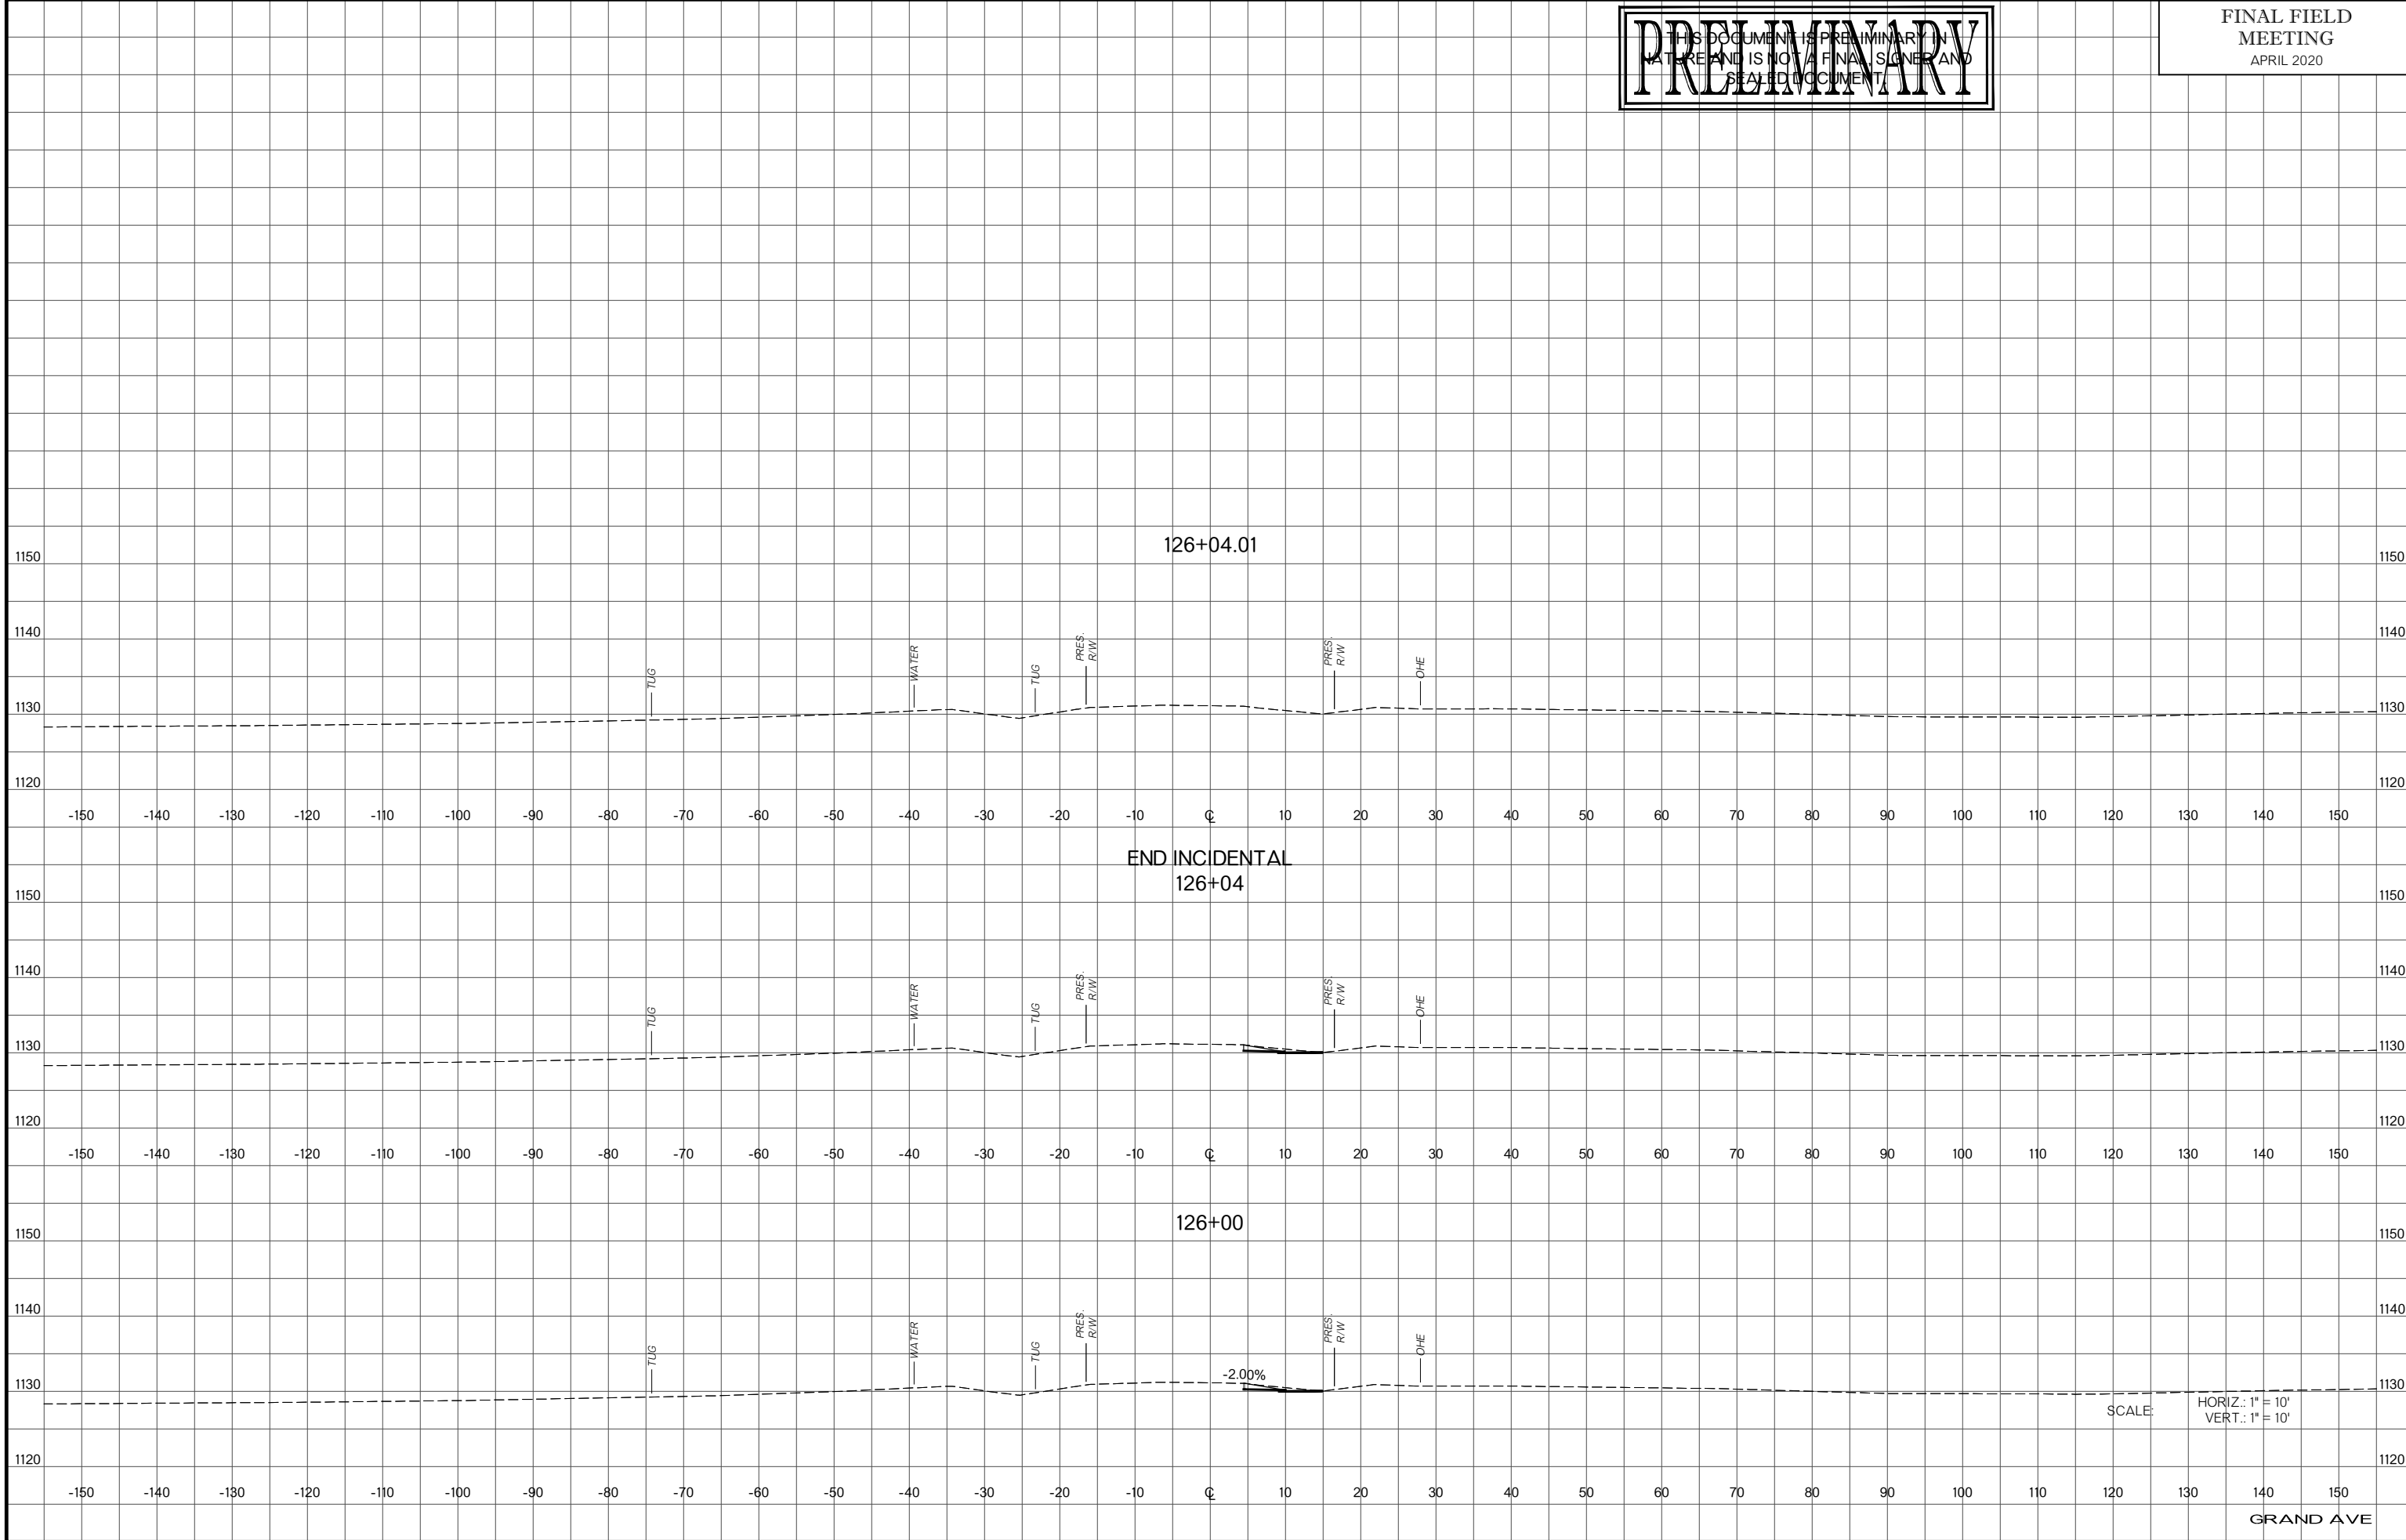 PRELIMINARY
THIS DOCUMENT IS PRELIMINARY IN
NATURE AND IS NOT A FINAL, SIGNED AND
SEALED DOCUMENT.
FINAL FIELD
MEETING
APRIL 2020
126+04.01
1150 1150
1140 1140
TUG WATER TUG PRES. R/W PRES. R/W OHE
1130 1130
1120 1120
-150 -140 -130 -120 -110 -100 -90 -80 -70 -60 -50 -40 -30 -20 -10 ℄ 10 20 30 40 50 60 70 80 90 100 110 120 130 140 150
END INCIDENTAL
126+04
1150 1150
1140 1140
TUG WATER TUG PRES. R/W PRES. R/W OHE
1130 1130
1120 1120
-150 -140 -130 -120 -110 -100 -90 -80 -70 -60 -50 -40 -30 -20 -10 ℄ 10 20 30 40 50 60 70 80 90 100 110 120 130 140 150
126+00
1150 1150
1140 1140
TUG WATER TUG PRES. R/W PRES. R/W OHE
-2.00%
1130 1130
SCALE: HORIZ.: 1" = 10'
VERT.: 1" = 10'
1120 1120
-150 -140 -130 -120 -110 -100 -90 -80 -70 -60 -50 -40 -30 -20 -10 ℄ 10 20 30 40 50 60 70 80 90 100 110 120 130 140 150
GRAND AVE